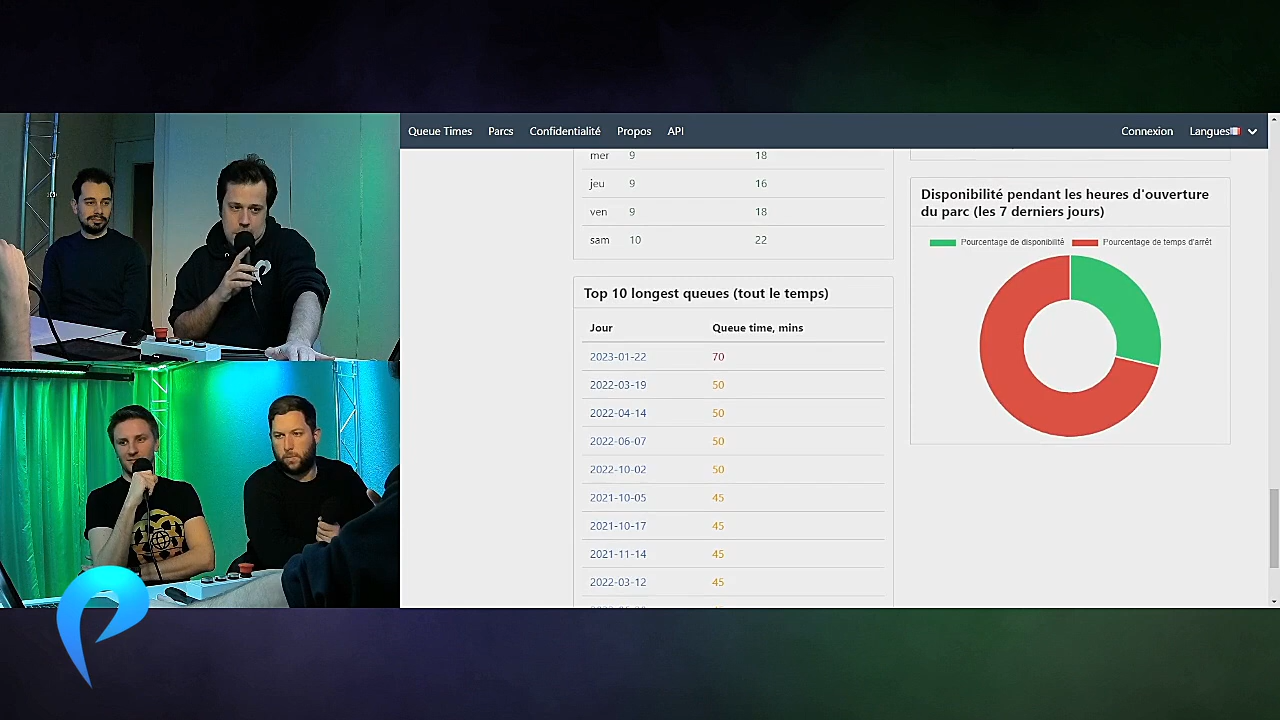 Queue Times Parcs Confidentialité Propos API Connexion Langues
mer 9 18
jeu 9 16
ven 9 18
sam 10 22
Top 10 longest queues (tout le temps)
Jour Queue time, mins
2023-01-22 70
2022-03-19 50
2022-04-14 50
2022-06-07 50
2022-10-02 50
2021-10-05 45
2021-10-17 45
2021-11-14 45
2022-03-12 45
Disponibilité pendant les heures d'ouverture
du parc (les 7 derniers jours)
Pourcentage de disponibilité Pourcentage de temps d'arrêt